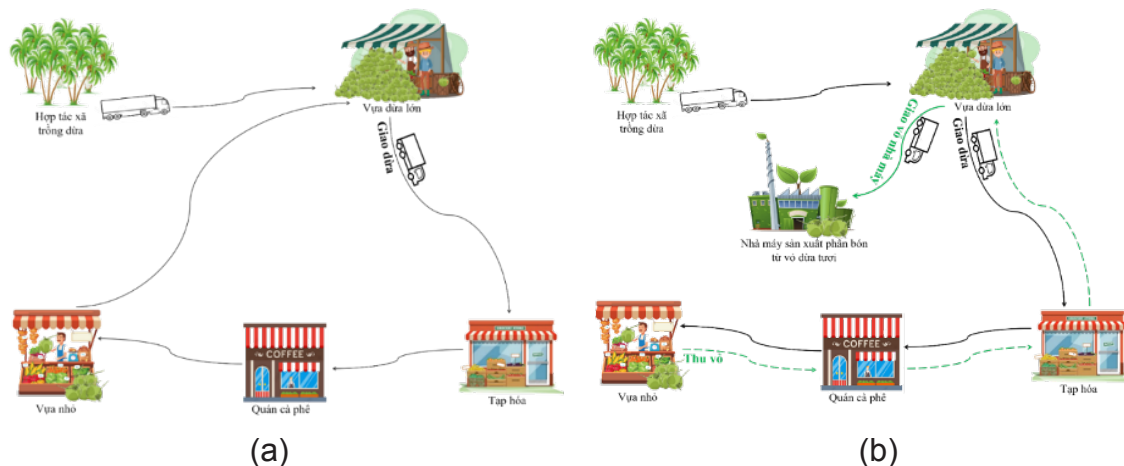 Hợp tác xã
trồng dừa
Vựa dừa lớn
Giao dừa
Vựa nhỏ
COFFEE
Quán cà phê
Tạp hóa
(a)
Hợp tác xã
trồng dừa
Vựa dừa lớn
Giao vỏ nhà máy
Giao dừa
Nhà máy sản xuất phân bón
từ vỏ dừa tươi
Thu vỏ
Vựa nhỏ
COFFEE
Quán cà phê
Tạp hóa
(b)